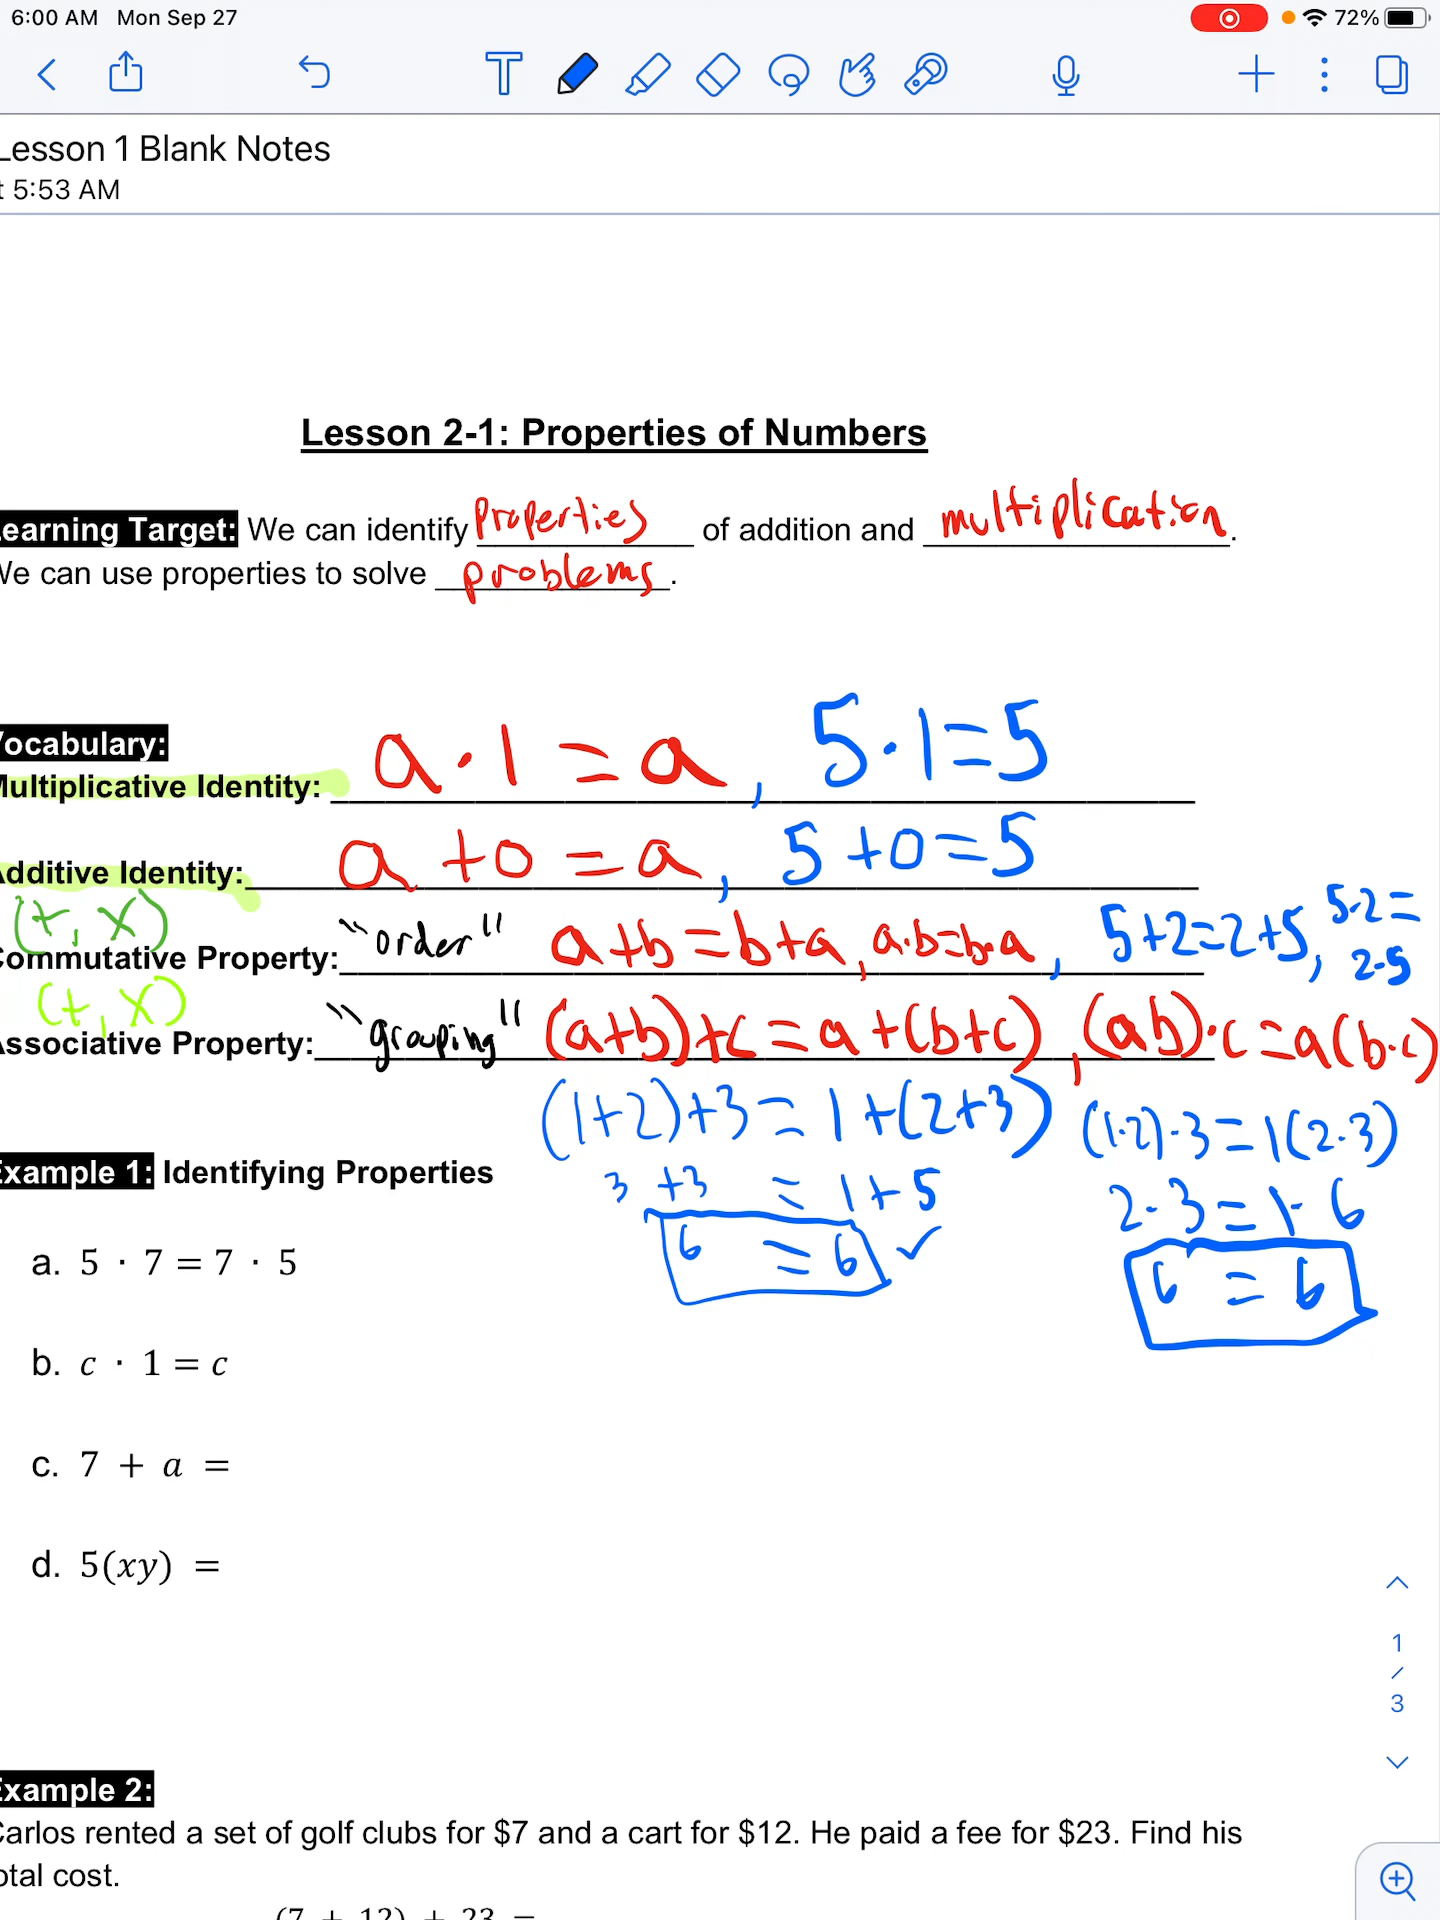 6:00 AM Mon Sep 27 72%
T
Lesson 1 Blank Notes
t 5:53 AM
Lesson 2-1: Properties of Numbers
Learning Target: We can identify properties of addition and multiplication.
We can use properties to solve problems.
Vocabulary:
Multiplicative Identity: a · 1 = a, 5 · 1 = 5
Additive Identity: a + 0 = a, 5 + 0 = 5
(+, x)
Commutative Property: "order" a+b=b+a, a·b=b·a, 5+2=2+5, 5·2=2·5
(+, x)
Associative Property: "grouping" (a+b)+c=a+(b+c), (ab)·c=a(b·c)
(1+2)+3=1+(2+3) (1·2)·3=1(2·3)
Example 1: Identifying Properties
3 +3 = 1+5 2·3=1·6
6 = 6 ✓ 6 = 6
a. 5 · 7 = 7 · 5
b. c · 1 = c
c. 7 + a =
d. 5(xy) =
1
/
3
Example 2:
Carlos rented a set of golf clubs for $7 and a cart for $12. He paid a fee for $23. Find his
total cost.
(7 + 12) + 23 =